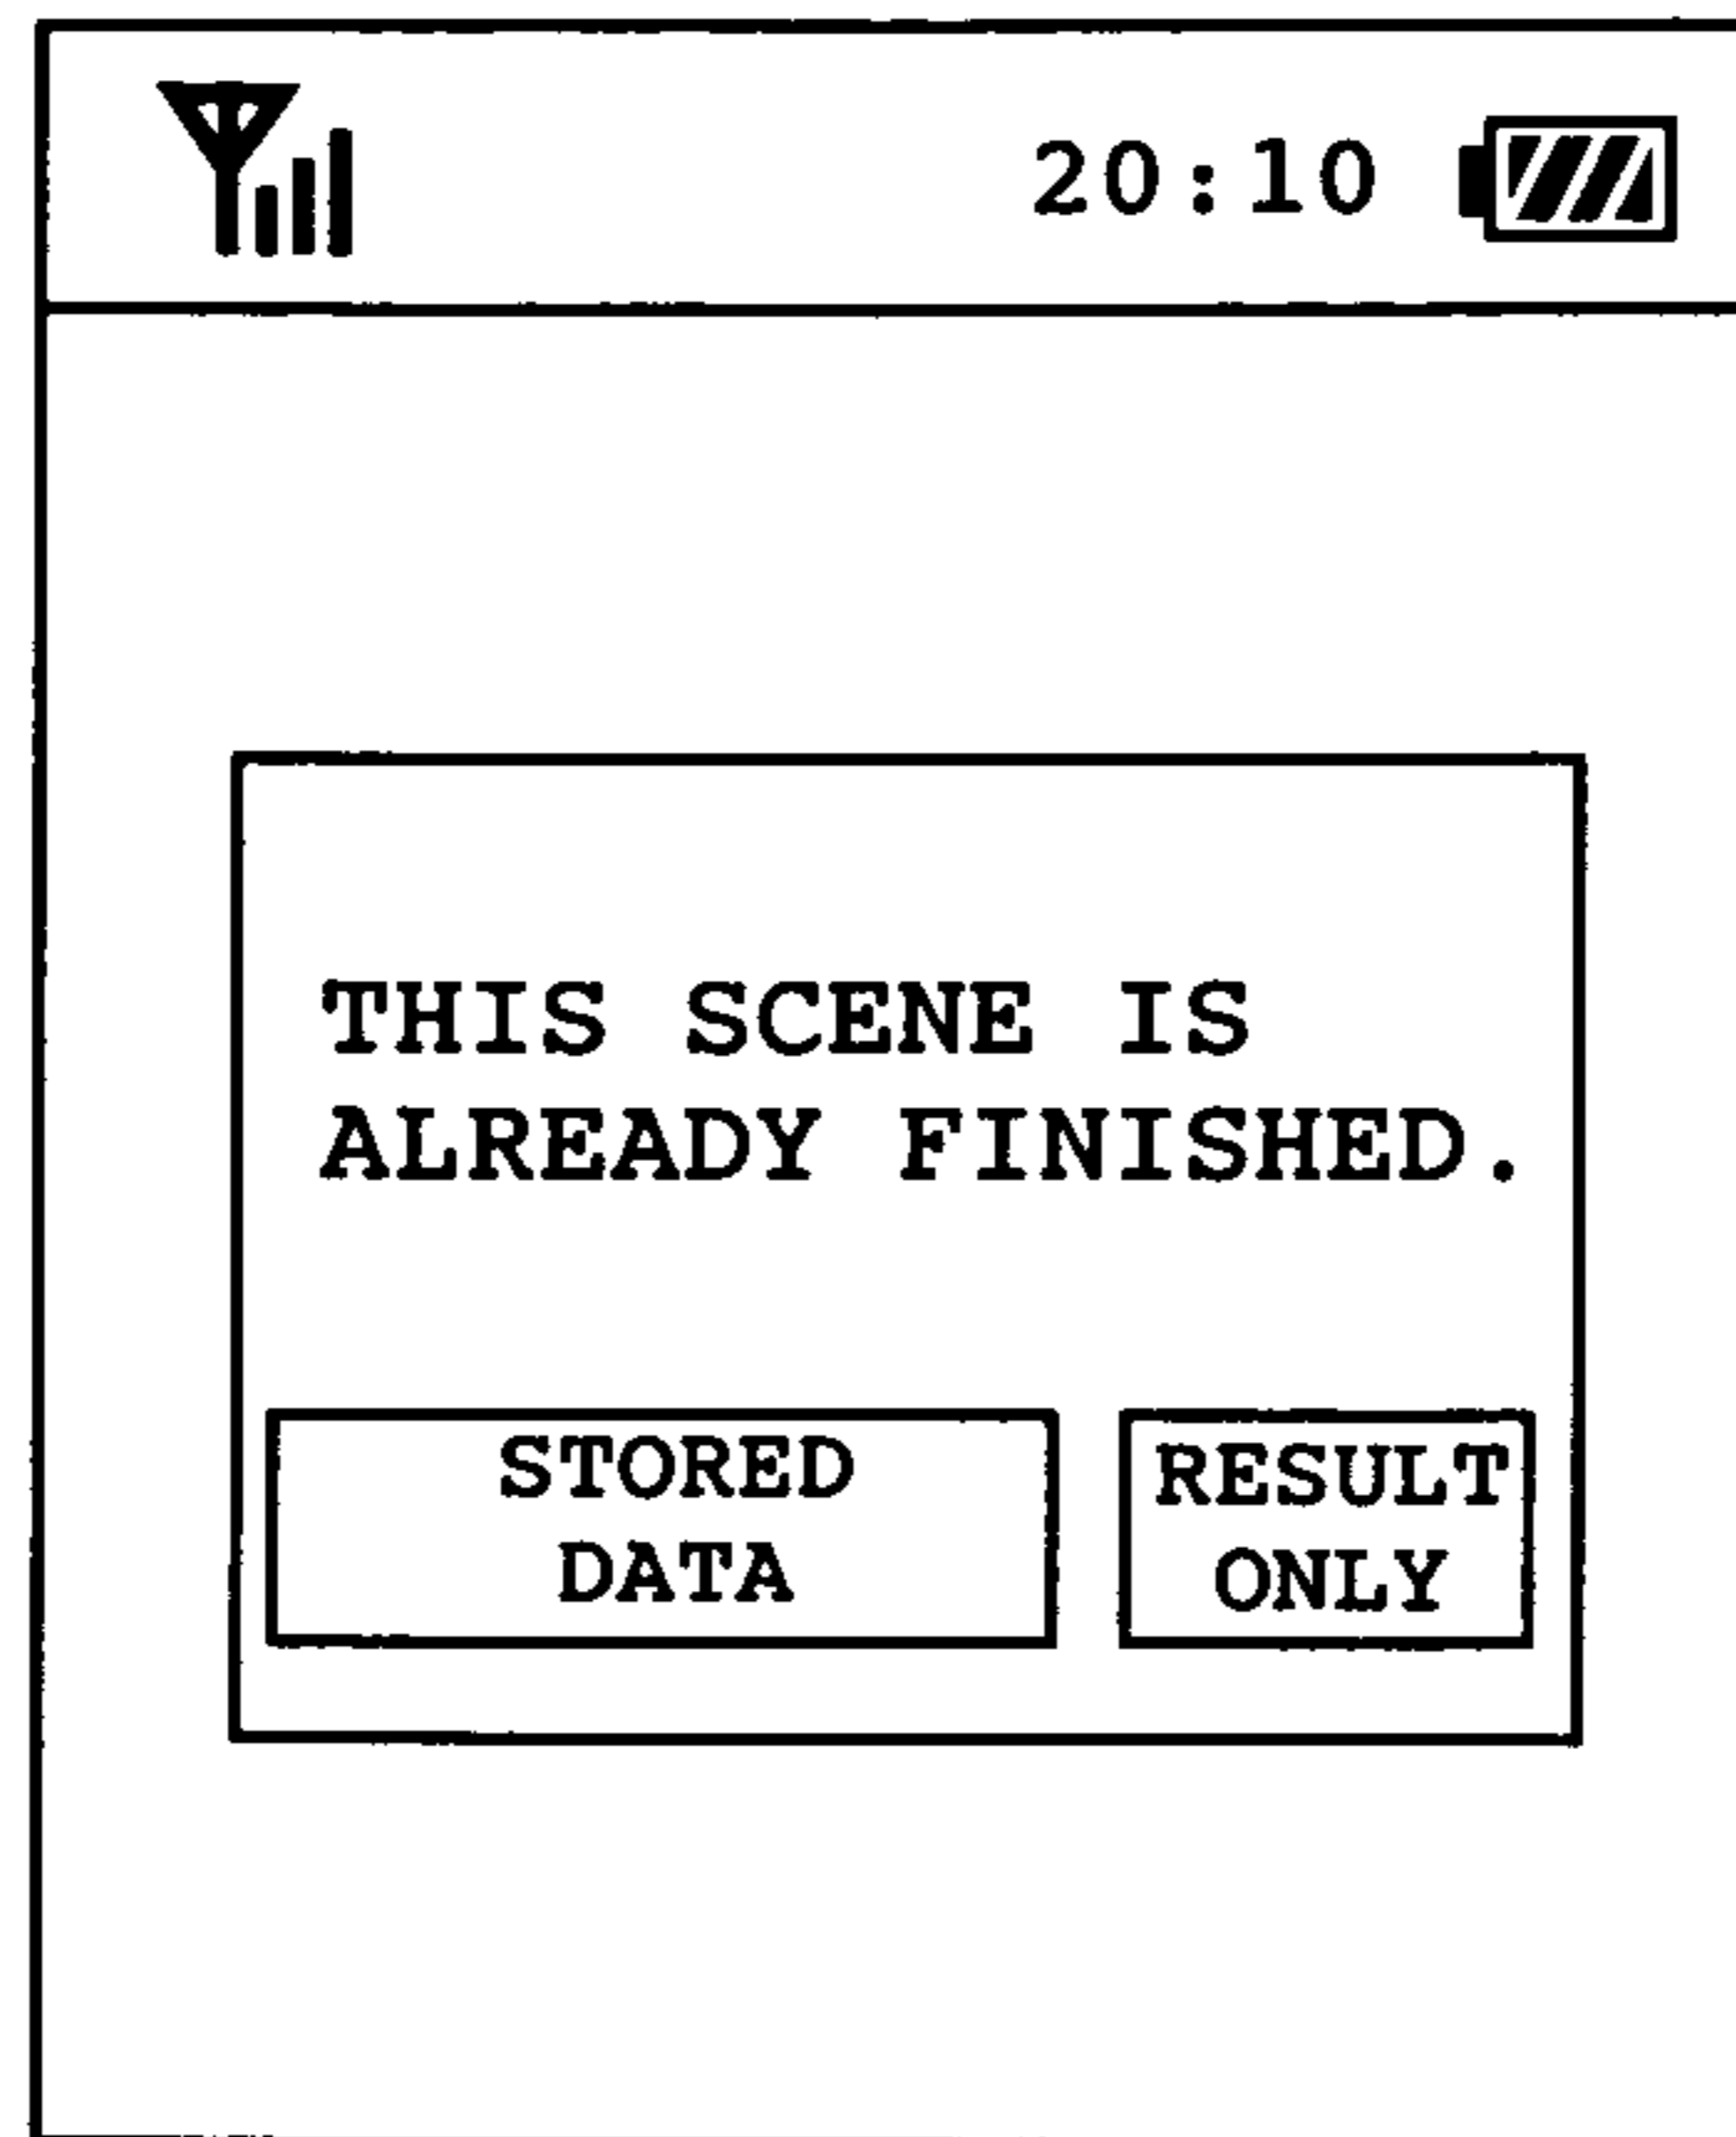 20:10
THIS SCENE IS
ALREADY FINISHED.
STORED
DATA
RESULT
ONLY